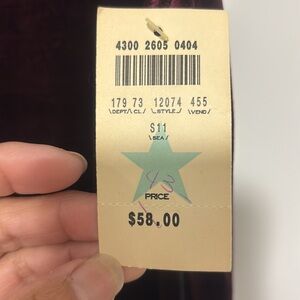 4300 2605 0404
179 73 12074 455
\DEPT/\CL/ \STYLE/ \VEND/
S11
\SEA/
PRICE
$58.00